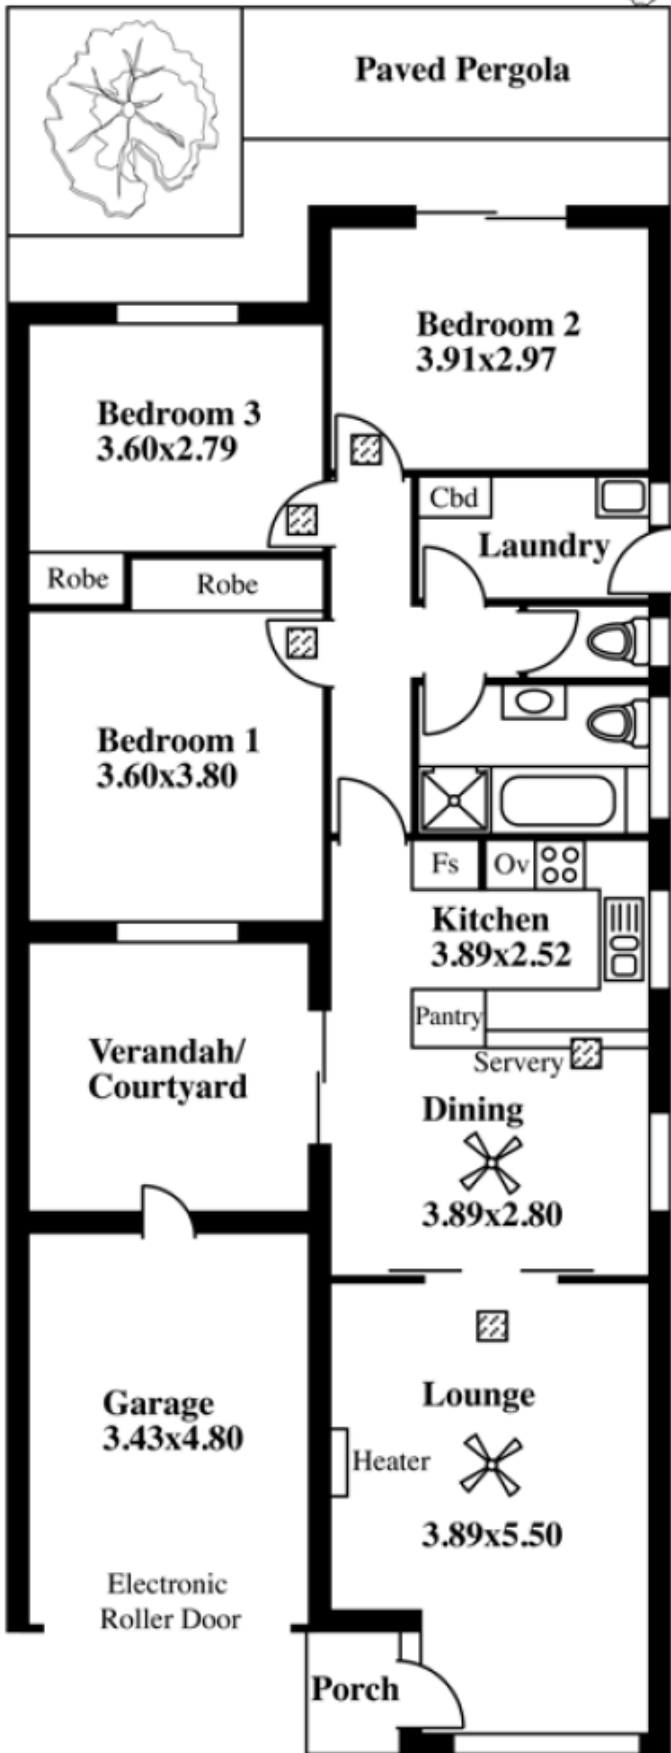 Paved Pergola
Bedroom 2
3.91x2.97
Bedroom 3
3.60x2.79
Cbd
Laundry
Robe
Robe
Bedroom 1
3.60x3.80
Fs
Ov
Kitchen
3.89x2.52
Pantry
Servery
Verandah/
Courtyard
Dining
3.89x2.80
Garage
3.43x4.80
Lounge
Heater
3.89x5.50
Electronic
Roller Door
Porch